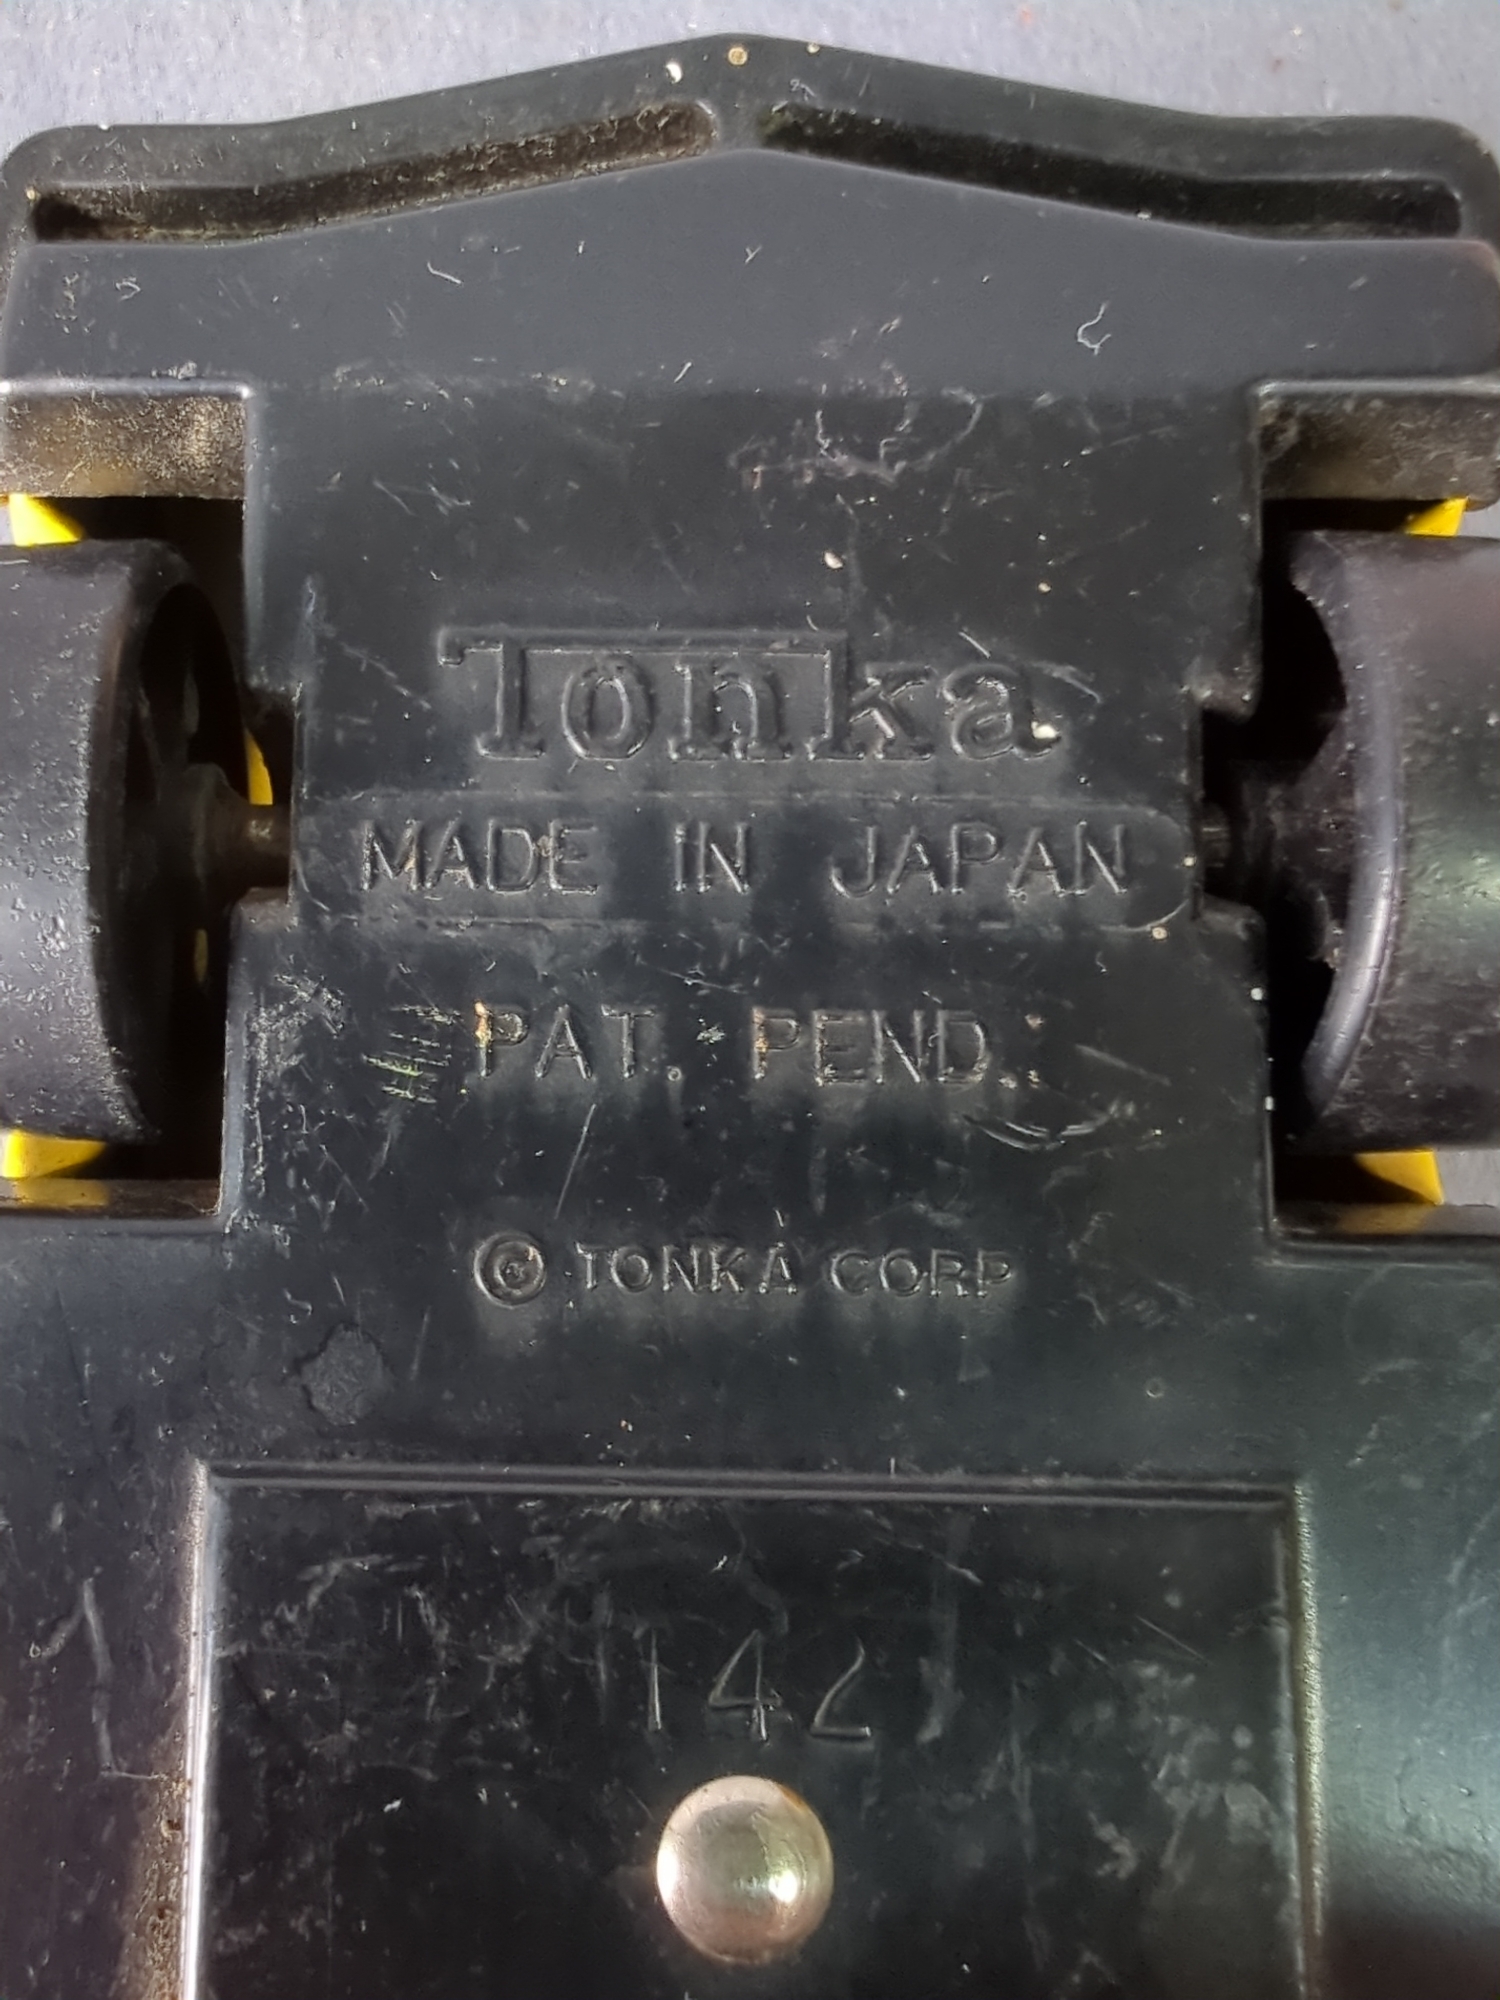 Tonka
MADE IN JAPAN
PAT. PEND.
© TONKA CORP
142